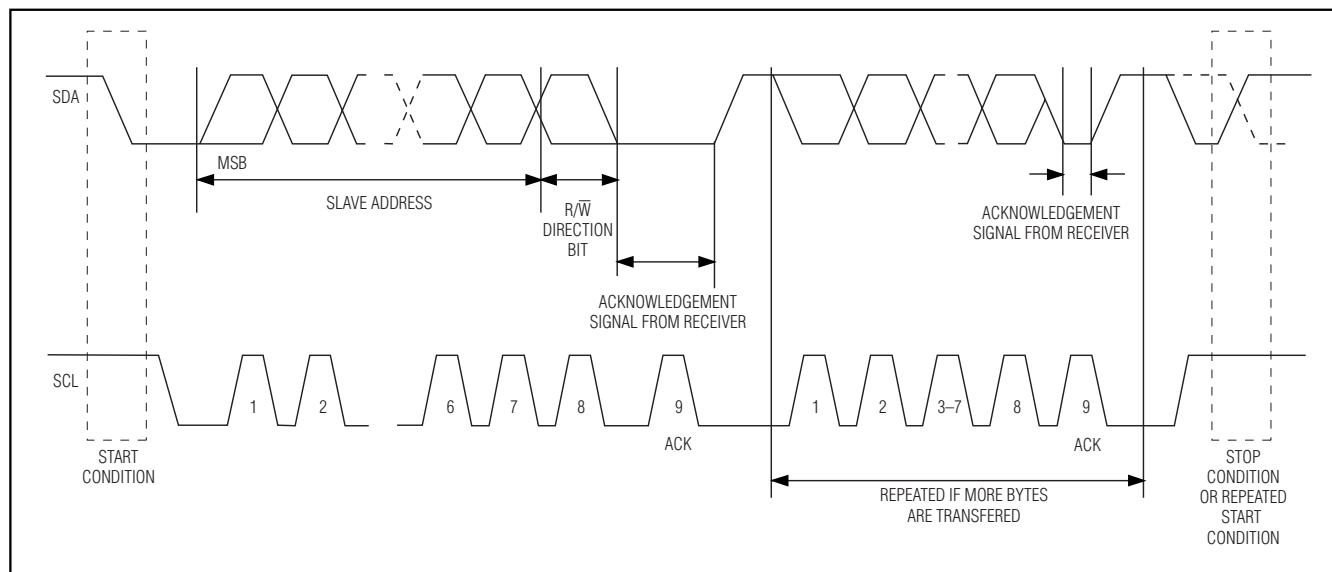 SDA
MSB
SLAVE ADDRESS
R/W̅
DIRECTION
BIT
ACKNOWLEDGEMENT
SIGNAL FROM RECEIVER
ACKNOWLEDGEMENT
SIGNAL FROM RECEIVER
SCL
1
2
6
7
8
9
ACK
1
2
3–7
8
9
ACK
START
CONDITION
REPEATED IF MORE BYTES
ARE TRANSFERED
STOP
CONDITION
OR REPEATED
START
CONDITION